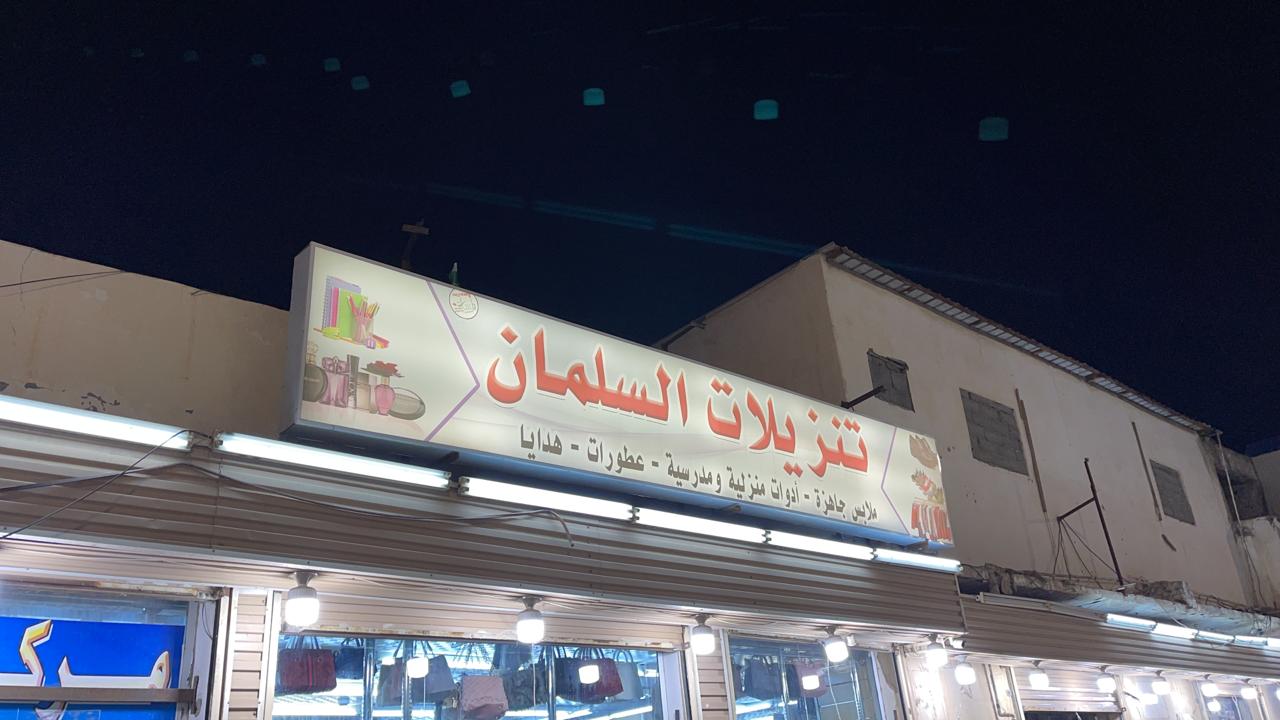 تنزيلات السلمان
ملابس جاهزة - أدوات منزلية ومدرسية - عطورات - هدايا